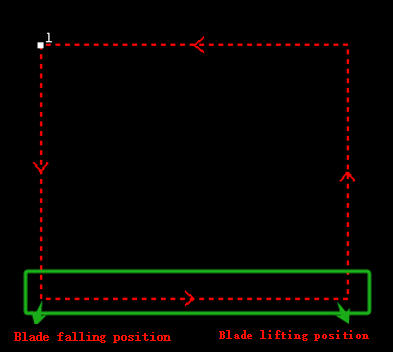 1
Blade falling position
Blade lifting position